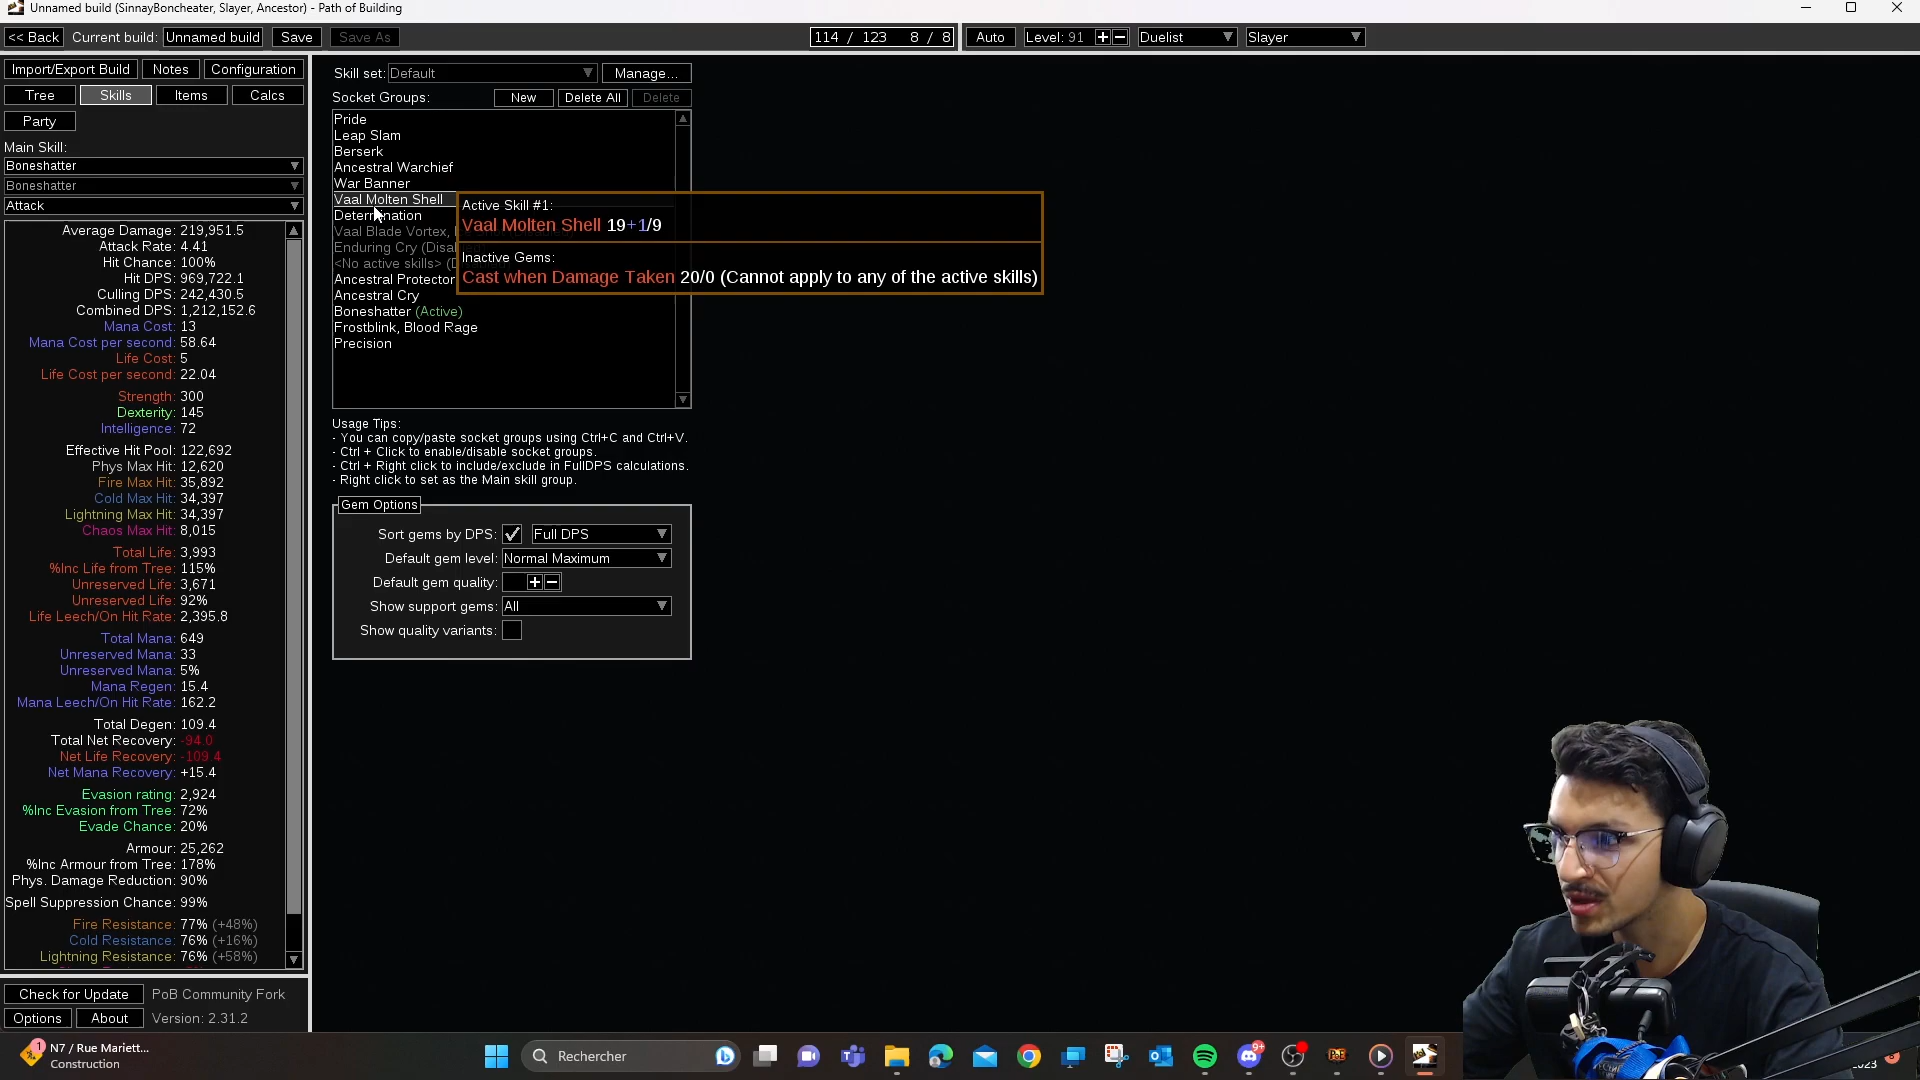 Unnamed build (SinnayBoncheater, Slayer, Ancestor) - Path of Building
<< Back Current build: Unnamed build Save Save As 114 / 123 8 / 8 Auto Level: 91 Duelist Slayer
Import/Export Build Notes Configuration
Tree Skills Items Calcs
Party
Main Skill:
Boneshatter
Boneshatter
Attack
Average Damage: 219,951.5
Attack Rate: 4.41
Hit Chance: 100%
Hit DPS: 969,722.1
Culling DPS: 242,430.5
Combined DPS: 1,212,152.6
Mana Cost: 13
Mana Cost per second: 58.64
Life Cost: 5
Life Cost per second: 22.04
Strength: 300
Dexterity: 145
Intelligence: 72
Effective Hit Pool: 122,692
Phys Max Hit: 12,620
Fire Max Hit: 35,892
Cold Max Hit: 34,397
Lightning Max Hit: 34,397
Chaos Max Hit: 8,015
Total Life: 3,993
%Inc Life from Tree: 115%
Unreserved Life: 3,671
Unreserved Life: 92%
Life Leech/On Hit Rate: 2,395.8
Total Mana: 649
Unreserved Mana: 33
Unreserved Mana: 5%
Mana Regen: 15.4
Mana Leech/On Hit Rate: 162.2
Total Degen: 109.4
Total Net Recovery: -94.0
Net Life Recovery: -109.4
Net Mana Recovery: +15.4
Evasion rating: 2,924
%Inc Evasion from Tree: 72%
Evade Chance: 20%
Armour: 25,262
%Inc Armour from Tree: 178%
Phys. Damage Reduction: 90%
Spell Suppression Chance: 99%
Fire Resistance: 77% (+48%)
Cold Resistance: 76% (+16%)
Lightning Resistance: 76% (+58%)
Check for Update PoB Community Fork
Options About Version: 2.31.2
Skill set: Default Manage...
Socket Groups: New Delete All Delete
Pride
Leap Slam
Berserk
Ancestral Warchief
War Banner
Vaal Molten Shell
Determination
Vaal Blade Vortex,
Enduring Cry (Disa
<No active skills> (D
Ancestral Protector
Ancestral Cry
Boneshatter (Active)
Frostblink, Blood Rage
Precision
Active Skill #1:
Vaal Molten Shell 19+1/9
Inactive Gems:
Cast when Damage Taken 20/0 (Cannot apply to any of the active skills)
Usage Tips:
- You can copy/paste socket groups using Ctrl+C and Ctrl+V.
- Ctrl + Click to enable/disable socket groups.
- Ctrl + Right click to include/exclude in FullDPS calculations.
- Right click to set as the Main skill group.
Gem Options
Sort gems by DPS: Full DPS
Default gem level: Normal Maximum
Default gem quality:
Show support gems: All
Show quality variants:
1 N7 / Rue Mariett...
Construction
Rechercher
9+
2023